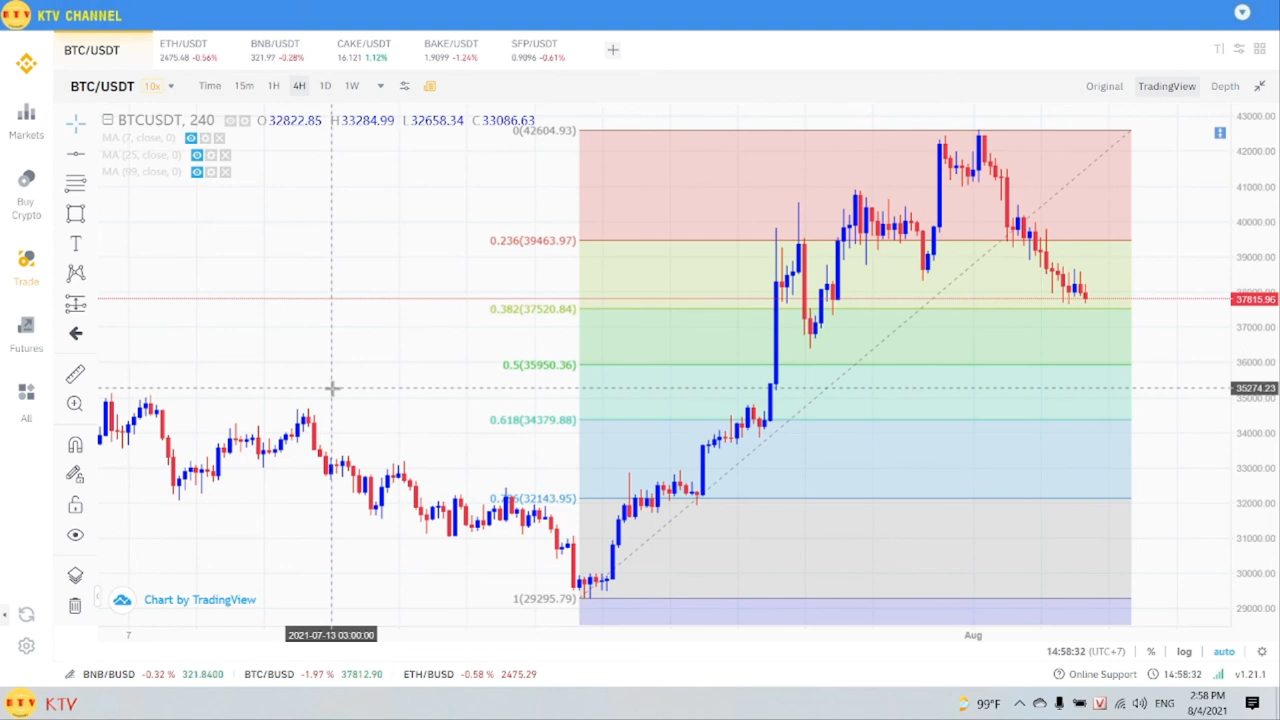 KTV CHANNEL
BTC/USDT
ETH/USDT
2475.48 -0.56%
BNB/USDT
321.97 -0.28%
CAKE/USDT
16.121 1.12%
BAKE/USDT
1.9099 -1.24%
SFP/USDT
0.9096 -0.61%
BTC/USDT 10x Time 15m 1H 4H 1D 1W Original TradingView Depth
BTCUSDT, 240 O 32822.85 H 33284.99 L 32658.34 C 33086.63
MA (7, close, 0)
MA (25, close, 0)
MA (99, close, 0)
Markets
Buy
Crypto
Trade
Futures
All
0(42604.93)
0.236(39463.97)
0.382(37520.84)
0.5(35950.36)
0.618(34379.88)
1(29295.79)
43000.00
42000.00
41000.00
40000.00
39000.00
37815.96
37000.00
36000.00
35274.23
35000.00
34000.00
33000.00
32000.00
31000.00
30000.00
29000.00
Chart by TradingView
7 2021-07-13 03:00:00 Aug
14:58:32 (UTC+7) % log auto
BNB/BUSD -0.32 % 321.8400 BTC/BUSD -1.97 % 37812.90 ETH/BUSD -0.58 % 2475.29 Online Support 14:58:32 v1.21.1
KTV KTV 99°F ENG 2:58 PM
8/4/2021